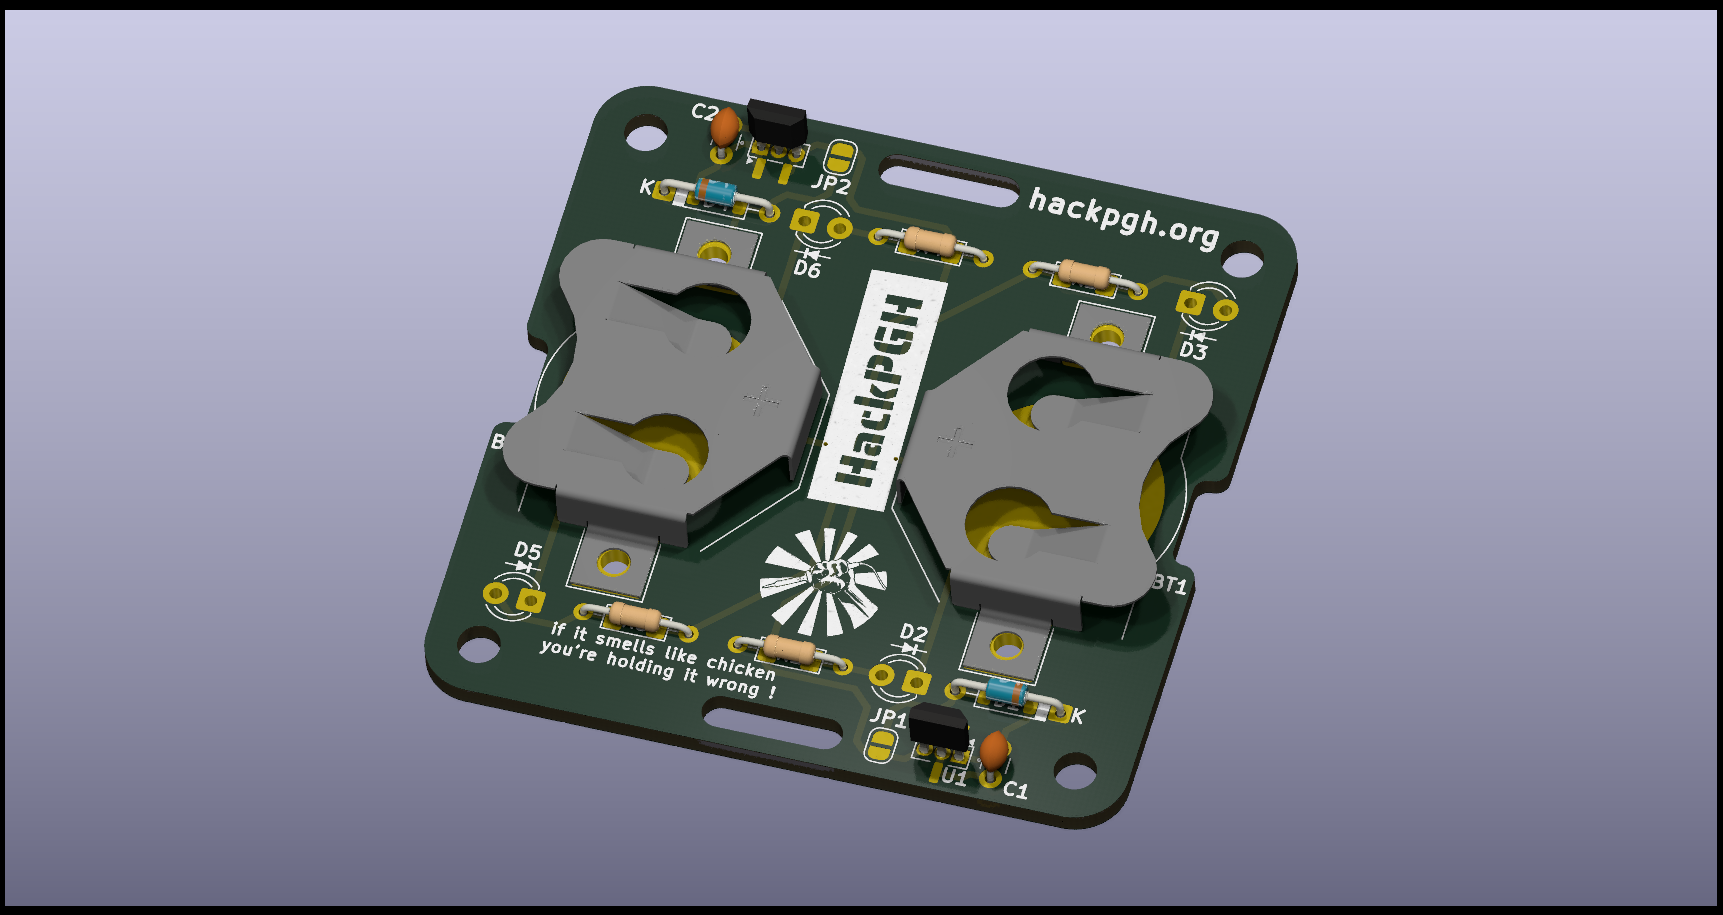 C2
JP2
K
hackpgh.org
D6
D3
HackPGH
B
D5
BT1
if it smells like chicken
you're holding it wrong !
D2
JP1
K
U1
C1